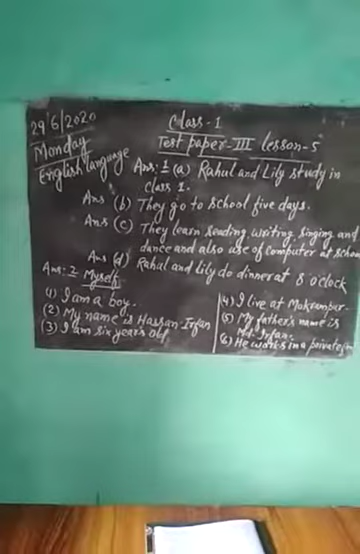 29/6/2020
Monday
English language
Class-1
Test paper-III lesson-5
Ans: 1 (a) Rahul and Lily study in
class 1.
Ans (b) They go to school five days.
Ans (c) They learn reading writing singing and
dance and also use of computer at school
Ans (d) Rahul and lily do dinner at 8 o'clock
Ans: 2 Myself
(1) I am a boy.
(2) My name is Hassan Irfan
(3) I am six year's old.
(4) I live at Mokrampur.
(5) My father's name is
Md. Irfan.
(6) He works in a private